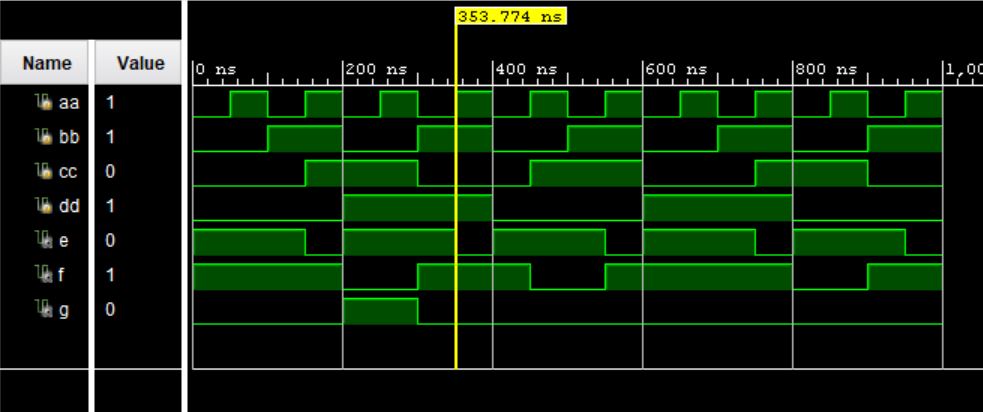 353.774 ns
Name Value
0 ns 200 ns 400 ns 600 ns 800 ns 1,00
aa 1
bb 1
cc 0
dd 1
e 0
f 1
g 0